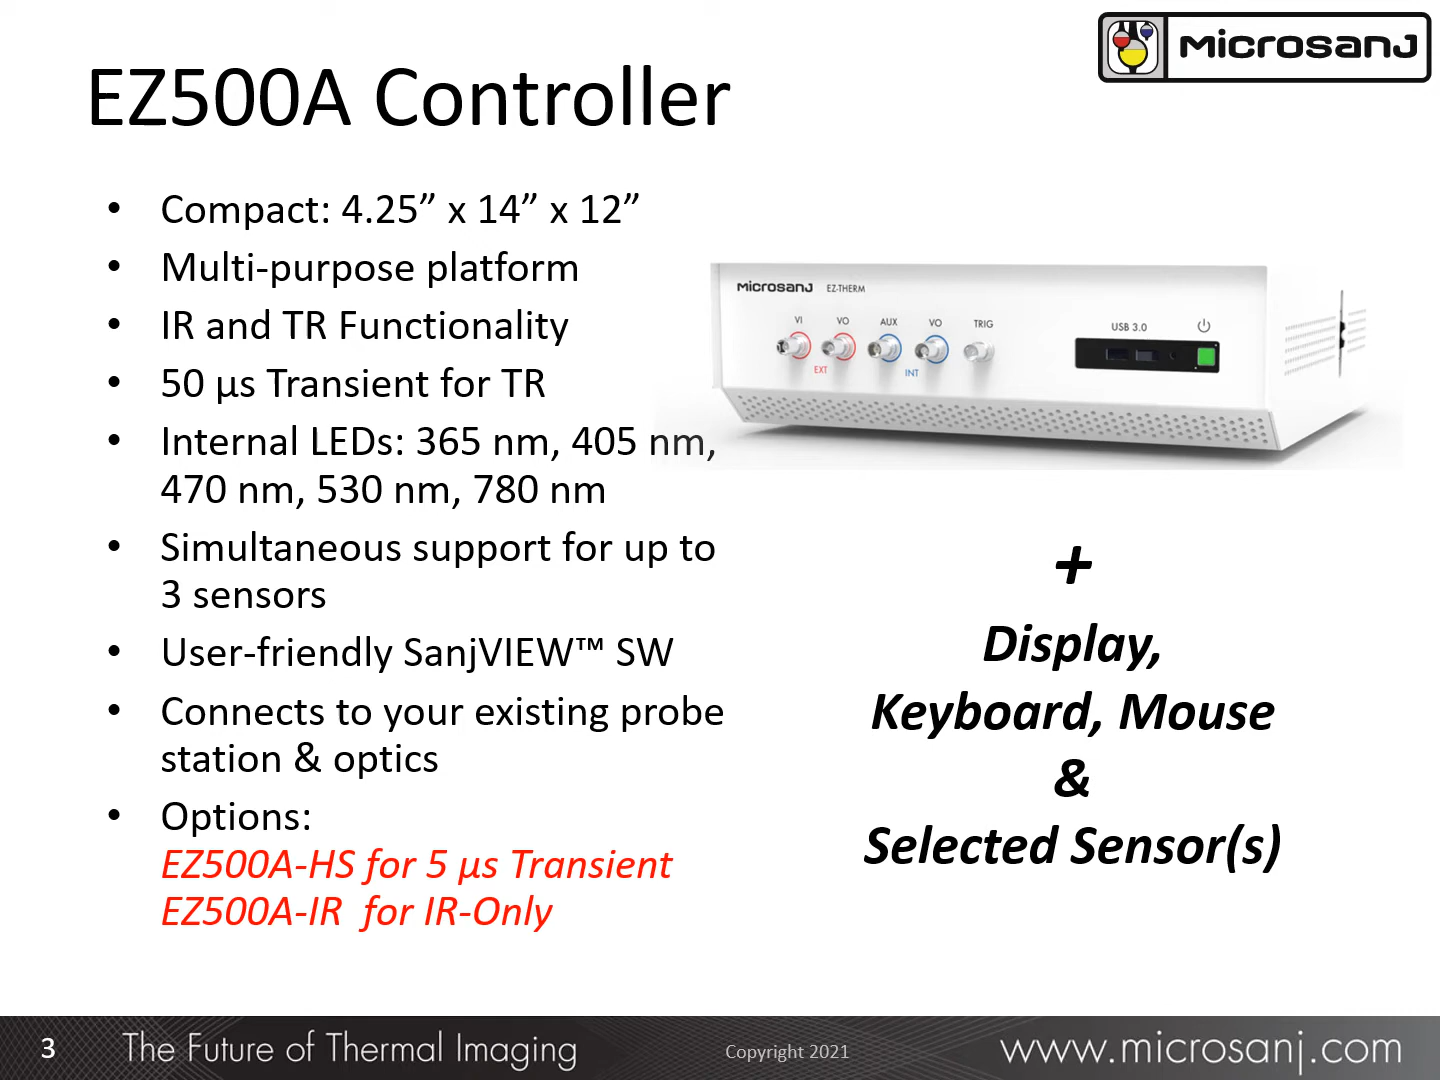 MICROSANJ
EZ500A Controller
• Compact: 4.25” x 14” x 12”
• Multi-purpose platform
• IR and TR Functionality
• 50 µs Transient for TR
• Internal LEDs: 365 nm, 405 nm,
470 nm, 530 nm, 780 nm
• Simultaneous support for up to
3 sensors
• User-friendly SanjVIEW™ SW
• Connects to your existing probe
station & optics
• Options:
EZ500A-HS for 5 µs Transient
EZ500A-IR for IR-Only
MICROSANJ EZ-THERM
VI VO AUX VO TRIG
EXT INT
USB 3.0
+
Display,
Keyboard, Mouse
&
Selected Sensor(s)
3 The Future of Thermal Imaging Copyright 2021 www.microsanj.com